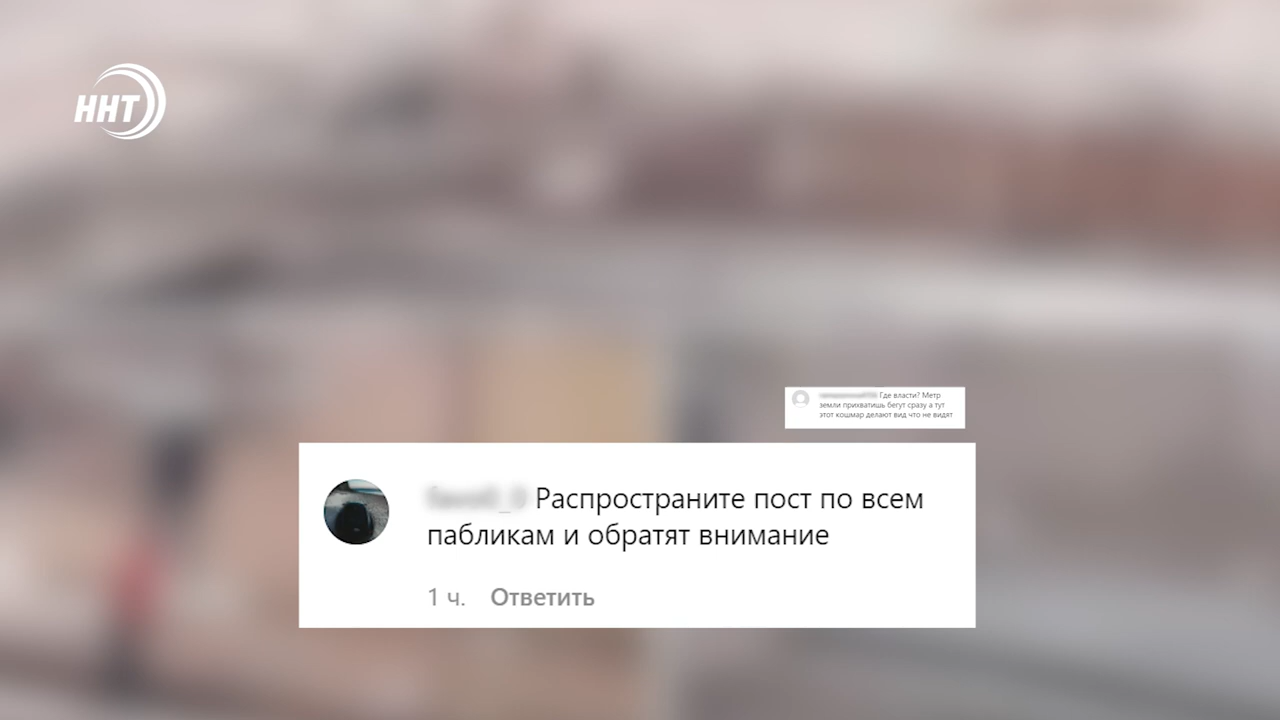 ННТ
Где власти? Метр
земли прихватишь бегут сразу а тут
этот кошмар делают вид что не видят
Распространите пост по всем
пабликам и обратят внимание
1 ч. Ответить